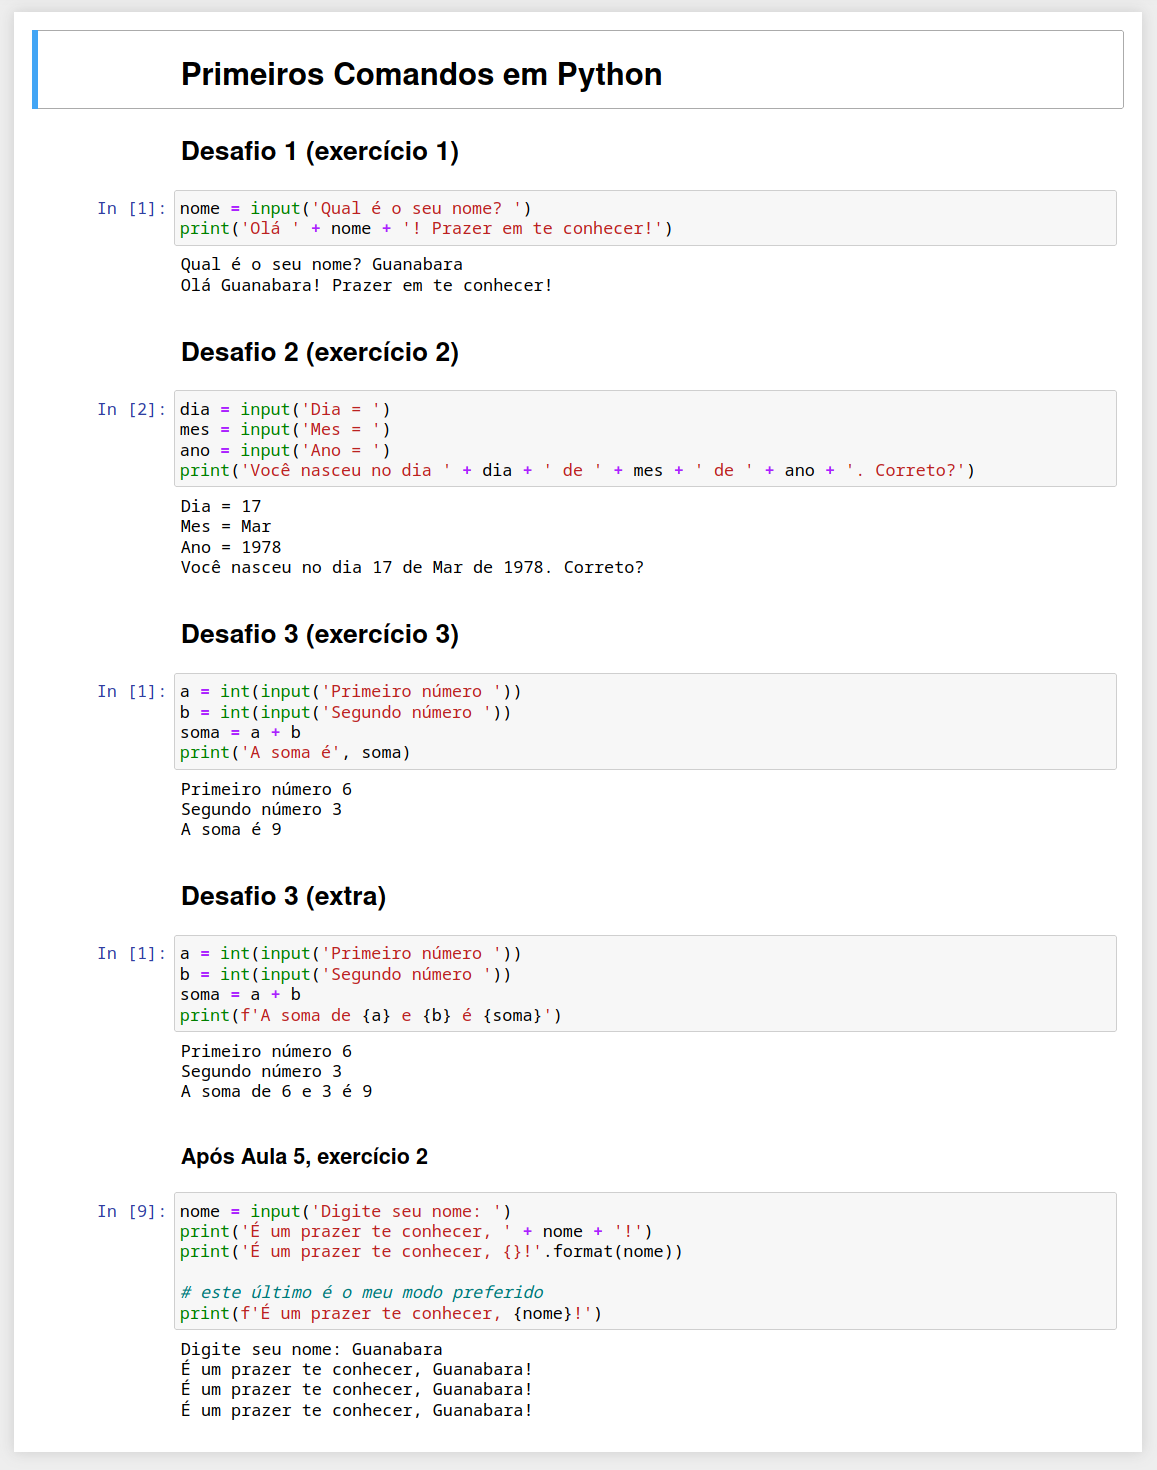 Primeiros Comandos em Python
Desafio 1 (exercício 1)
In [1]:
nome = input('Qual é o seu nome? ')
print('Olá ' + nome + '! Prazer em te conhecer!')
Qual é o seu nome? Guanabara
Olá Guanabara! Prazer em te conhecer!
Desafio 2 (exercício 2)
In [2]:
dia = input('Dia = ')
mes = input('Mes = ')
ano = input('Ano = ')
print('Você nasceu no dia ' + dia + ' de ' + mes + ' de ' + ano + '. Correto?')
Dia = 17
Mes = Mar
Ano = 1978
Você nasceu no dia 17 de Mar de 1978. Correto?
Desafio 3 (exercício 3)
In [1]:
a = int(input('Primeiro número '))
b = int(input('Segundo número '))
soma = a + b
print('A soma é', soma)
Primeiro número 6
Segundo número 3
A soma é 9
Desafio 3 (extra)
In [1]:
a = int(input('Primeiro número '))
b = int(input('Segundo número '))
soma = a + b
print(f'A soma de {a} e {b} é {soma}')
Primeiro número 6
Segundo número 3
A soma de 6 e 3 é 9
Após Aula 5, exercício 2
In [9]:
nome = input('Digite seu nome: ')
print('É um prazer te conhecer, ' + nome + '!')
print('É um prazer te conhecer, {}!'.format(nome))
# este último é o meu modo preferido
print(f'É um prazer te conhecer, {nome}!')
Digite seu nome: Guanabara
É um prazer te conhecer, Guanabara!
É um prazer te conhecer, Guanabara!
É um prazer te conhecer, Guanabara!